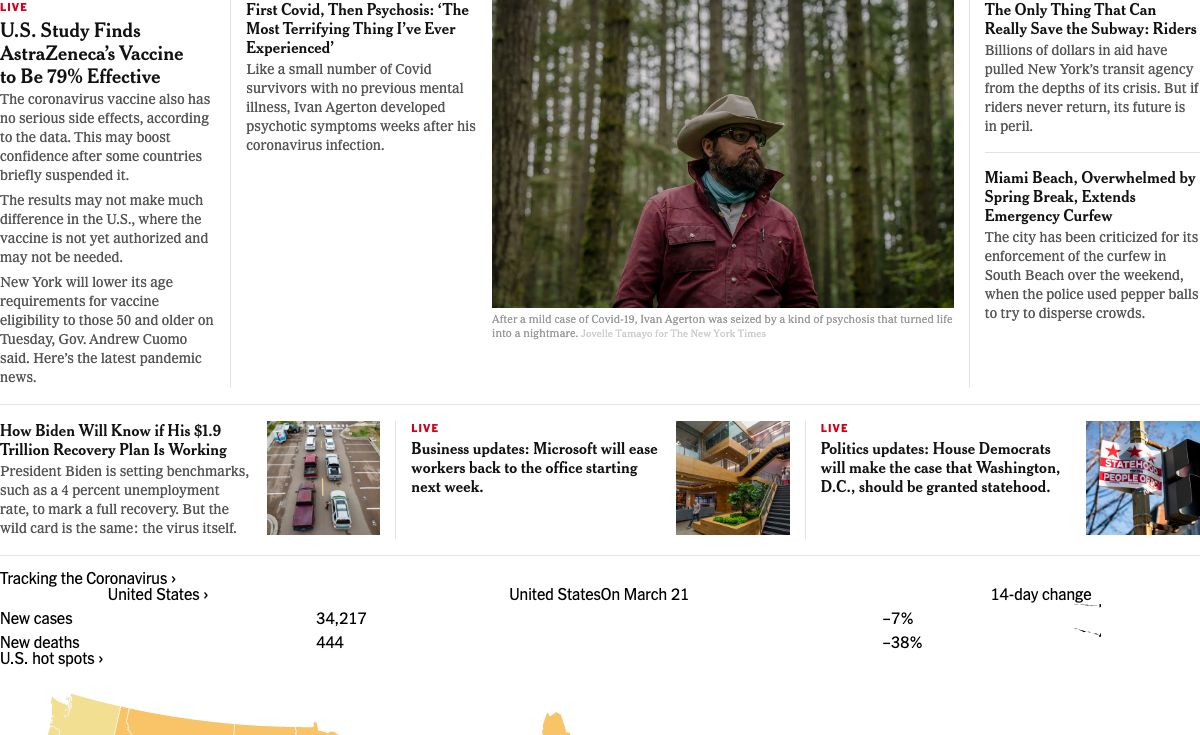 LIVE
U.S. Study Finds
AstraZeneca's Vaccine
to Be 79% Effective
The coronavirus vaccine also has
no serious side effects, according
to the data. This may boost
confidence after some countries
briefly suspended it.
The results may not make much
difference in the U.S., where the
vaccine is not yet authorized and
may not be needed.
New York will lower its age
requirements for vaccine
eligibility to those 50 and older on
Tuesday, Gov. Andrew Cuomo
said. Here's the latest pandemic
news.
First Covid, Then Psychosis: ‘The
Most Terrifying Thing I’ve Ever
Experienced’
Like a small number of Covid
survivors with no previous mental
illness, Ivan Agerton developed
psychotic symptoms weeks after his
coronavirus infection.
After a mild case of Covid-19, Ivan Agerton was seized by a kind of psychosis that turned life
into a nightmare. Jovelle Tamayo for The New York Times
The Only Thing That Can
Really Save the Subway: Riders
Billions of dollars in aid have
pulled New York’s transit agency
from the depths of its crisis. But if
riders never return, its future is
in peril.
Miami Beach, Overwhelmed by
Spring Break, Extends
Emergency Curfew
The city has been criticized for its
enforcement of the curfew in
South Beach over the weekend,
when the police used pepper balls
to try to disperse crowds.
How Biden Will Know if His $1.9
Trillion Recovery Plan Is Working
President Biden is setting benchmarks,
such as a 4 percent unemployment
rate, to mark a full recovery. But the
wild card is the same: the virus itself.
LIVE
Business updates: Microsoft will ease
workers back to the office starting
next week.
LIVE
Politics updates: House Democrats
will make the case that Washington,
D.C., should be granted statehood.
STATEHOOD
PEOPLE OF
Tracking the Coronavirus ›
United States › United StatesOn March 21 14-day change
New cases 34,217 –7%
New deaths 444 –38%
U.S. hot spots ›